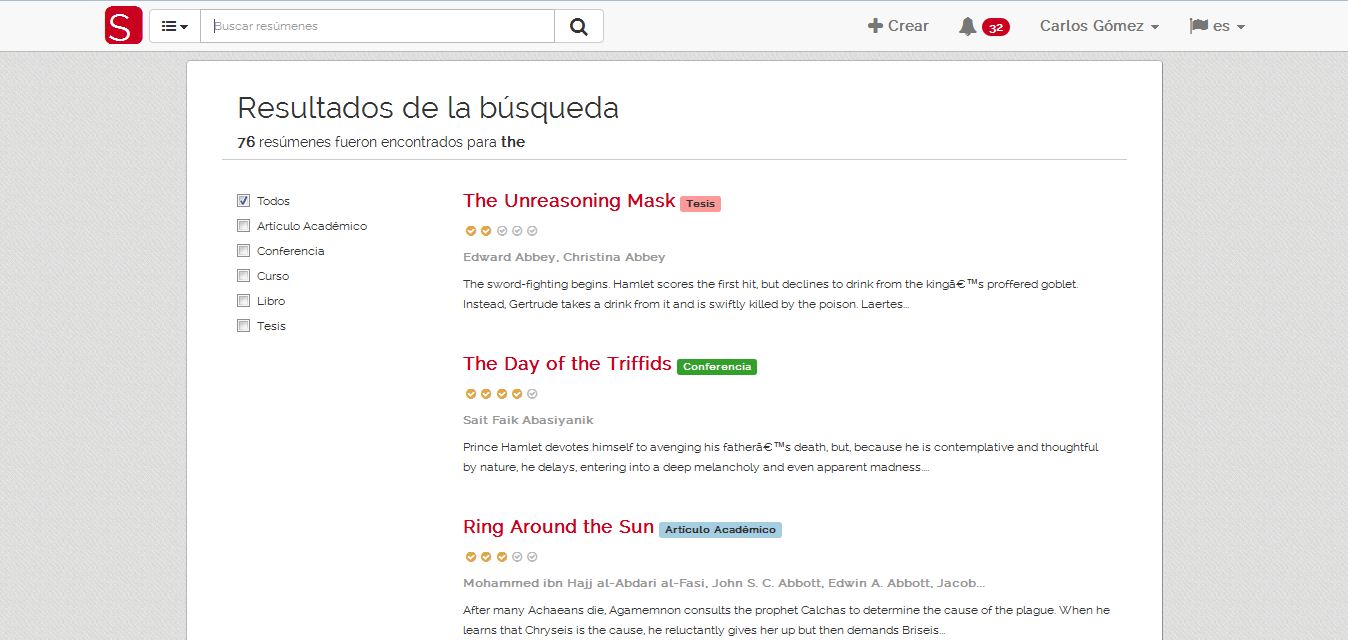 S
Buscar resúmenes
Crear
32
Carlos Gómez
es
Resultados de la búsqueda
76 resúmenes fueron encontrados para the
Todos
Artículo Académico
Conferencia
Curso
Libro
Tesis
The Unreasoning Mask Tesis
Edward Abbey, Christina Abbey
The sword-fighting begins. Hamlet scores the first hit, but declines to drink from the kingâ€™s proffered goblet.
Instead, Gertrude takes a drink from it and is swiftly killed by the poison. Laertes...
The Day of the Triffids Conferencia
Sait Faik Abasiyanik
Prince Hamlet devotes himself to avenging his fatherâ€™s death, but, because he is contemplative and thoughtful
by nature, he delays, entering into a deep melancholy and even apparent madness....
Ring Around the Sun Artículo Académico
Mohammed ibn Hajj al-Abdari al-Fasi, John S. C. Abbott, Edwin A. Abbott, Jacob...
After many Achaeans die, Agamemnon consults the prophet Calchas to determine the cause of the plague. When he
learns that Chryseis is the cause, he reluctantly gives her up but then demands Briseis...